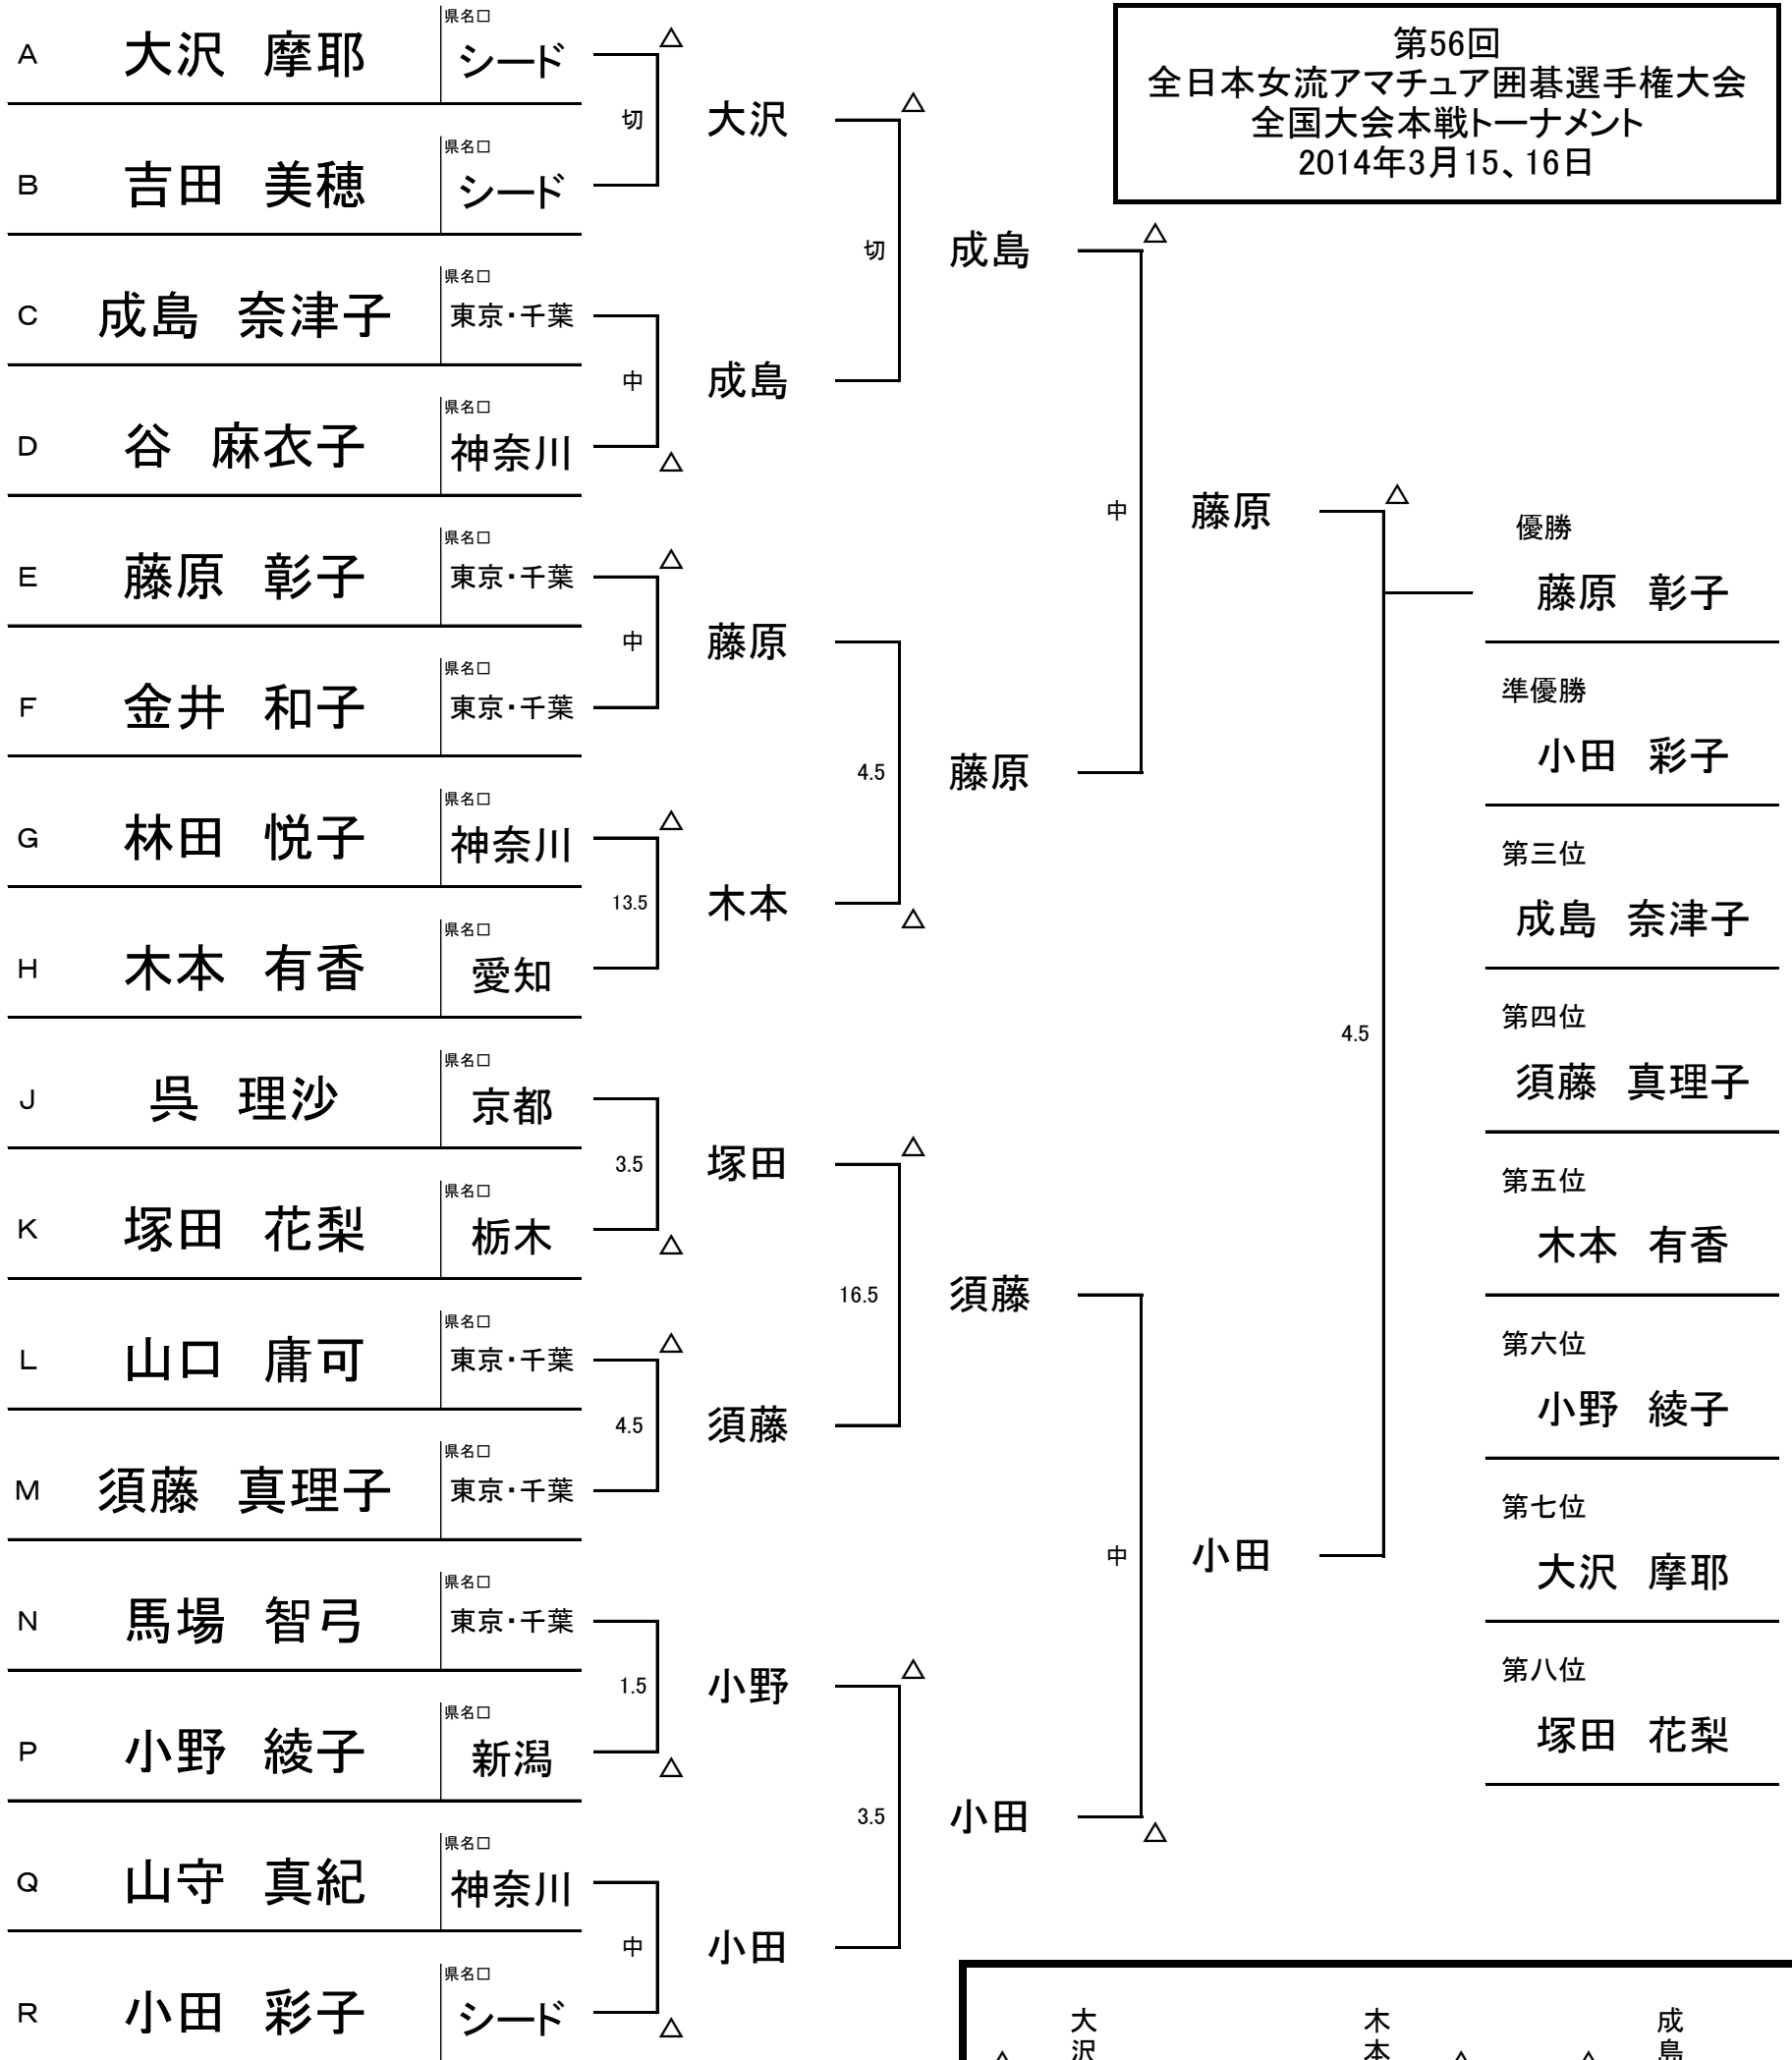 第56回
全日本女流アマチュア囲碁選手権大会
全国大会本戦トーナメント
2014年3月15、16日
A 大沢 摩耶 県名□ シード
B 吉田 美穂 県名□ シード
C 成島 奈津子 県名□ 東京・千葉
D 谷 麻衣子 県名□ 神奈川
E 藤原 彰子 県名□ 東京・千葉
F 金井 和子 県名□ 東京・千葉
G 林田 悦子 県名□ 神奈川
H 木本 有香 県名□ 愛知
J 呉 理沙 県名□ 京都
K 塚田 花梨 県名□ 栃木
L 山口 庸可 県名□ 東京・千葉
M 須藤 真理子 県名□ 東京・千葉
N 馬場 智弓 県名□ 東京・千葉
P 小野 綾子 県名□ 新潟
Q 山守 真紀 県名□ 神奈川
R 小田 彩子 県名□ シード
△
切
中
△
△
中
△
13.5
3.5
△
△
4.5
1.5
△
中
△
大沢
成島
藤原
木本
塚田
須藤
小野
小田
△
切
4.5
△
△
16.5
△
3.5
成島
藤原
須藤
小田
△
中
中
△
藤原
小田
△
4.5
優勝
藤原 彰子
準優勝
小田 彩子
第三位
成島 奈津子
第四位
須藤 真理子
第五位
木本 有香
第六位
小野 綾子
第七位
大沢 摩耶
第八位
塚田 花梨
大沢
木本
成島